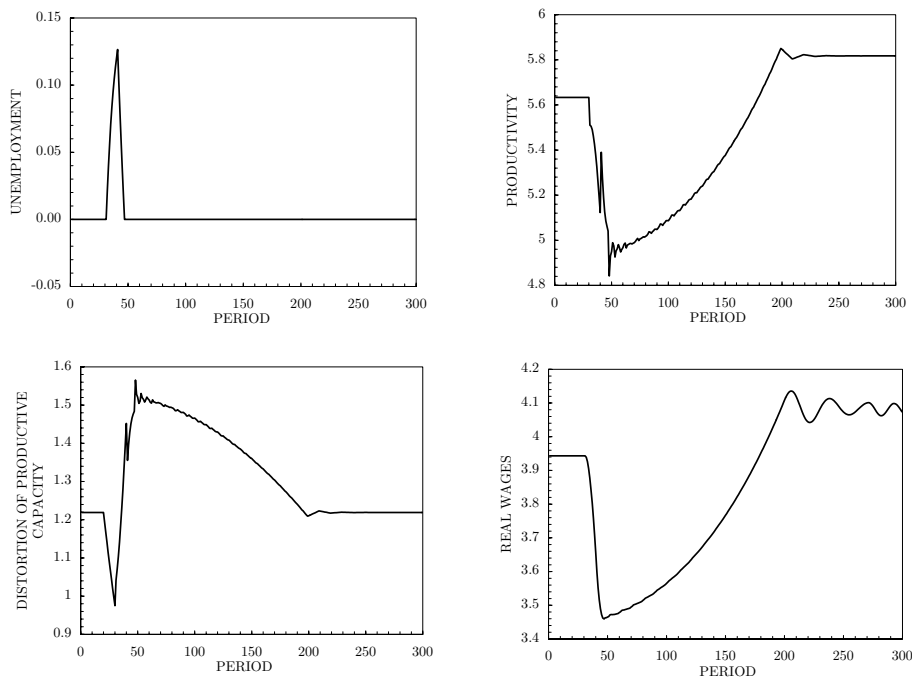 0.15
0.10
0.05
0.00
-0.05
UNEMPLOYMENT
0 50 100 150 200 250 300
PERIOD
6
5.8
5.6
5.4
5.2
5
4.8
PRODUCTIVITY
0 50 100 150 200 250 300
PERIOD
1.6
1.5
1.4
1.3
1.2
1.1
1
0.9
DISTORTION OF PRODUCTIVE
CAPACITY
0 50 100 150 200 250 300
PERIOD
4.2
4.1
4
3.9
3.8
3.7
3.6
3.5
3.4
REAL WAGES
0 50 100 150 200 250 300
PERIOD